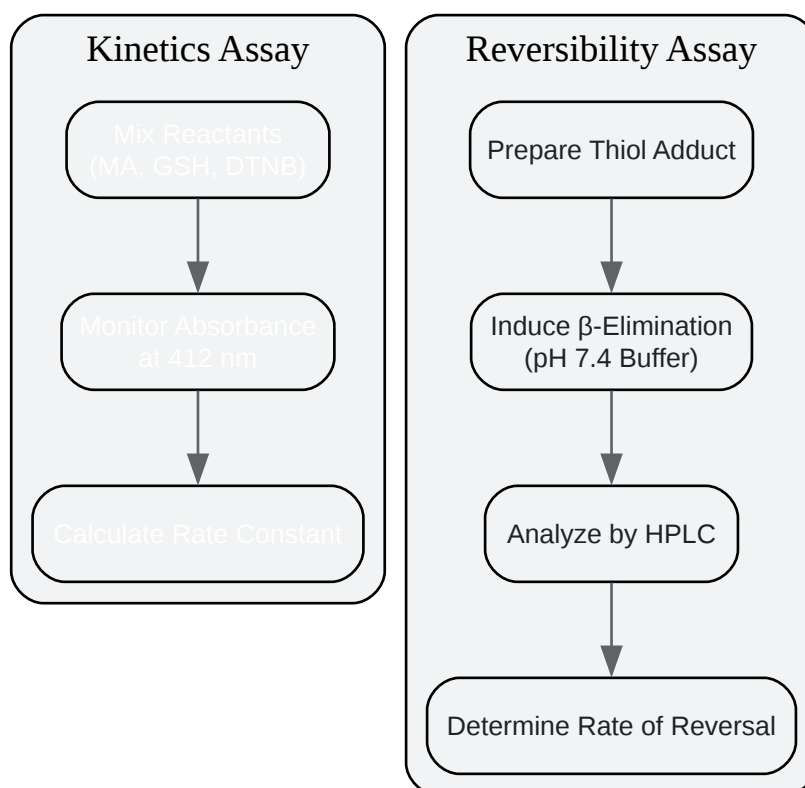 Kinetics Assay
Mix Reactants
(MA, GSH, DTNB)
Monitor Absorbance
at 412 nm
Calculate Rate Constant
Reversibility Assay
Prepare Thiol Adduct
Induce β-Elimination
(pH 7.4 Buffer)
Analyze by HPLC
Determine Rate of Reversal